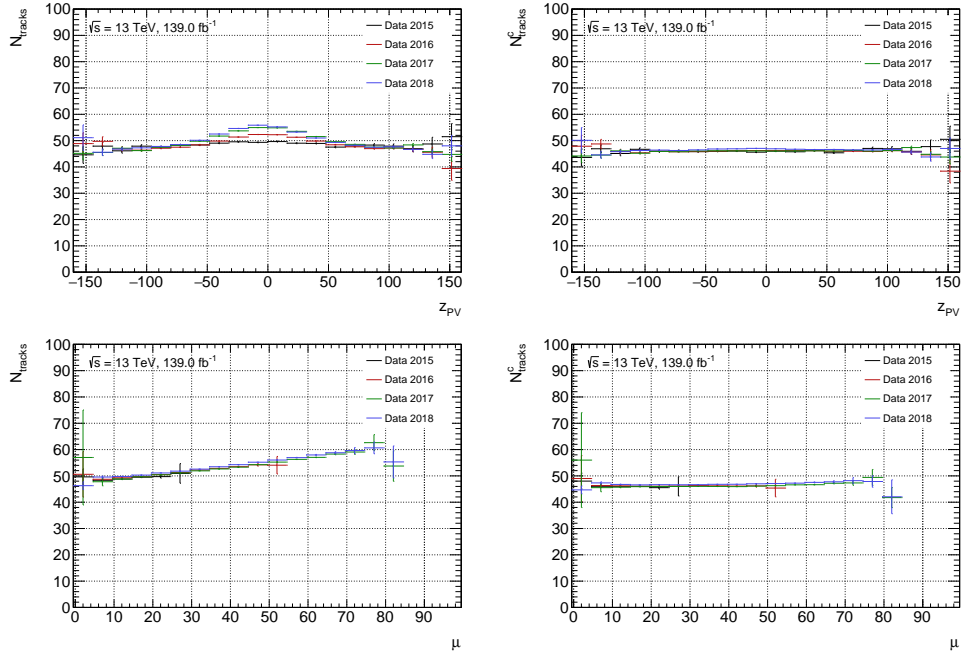 N_tracks
100
90
80
70
60
50
40
30
20
10
0
√s = 13 TeV, 139.0 fb⁻¹
Data 2015
Data 2016
Data 2017
Data 2018
−150 −100 −50 0 50 100 150
z_PV
N^c_tracks
100
90
80
70
60
50
40
30
20
10
0
√s = 13 TeV, 139.0 fb⁻¹
Data 2015
Data 2016
Data 2017
Data 2018
−150 −100 −50 0 50 100 150
z_PV
N_tracks
100
90
80
70
60
50
40
30
20
10
0
√s = 13 TeV, 139.0 fb⁻¹
Data 2015
Data 2016
Data 2017
Data 2018
0 10 20 30 40 50 60 70 80 90
μ
N^c_tracks
100
90
80
70
60
50
40
30
20
10
0
√s = 13 TeV, 139.0 fb⁻¹
Data 2015
Data 2016
Data 2017
Data 2018
0 10 20 30 40 50 60 70 80 90
μ